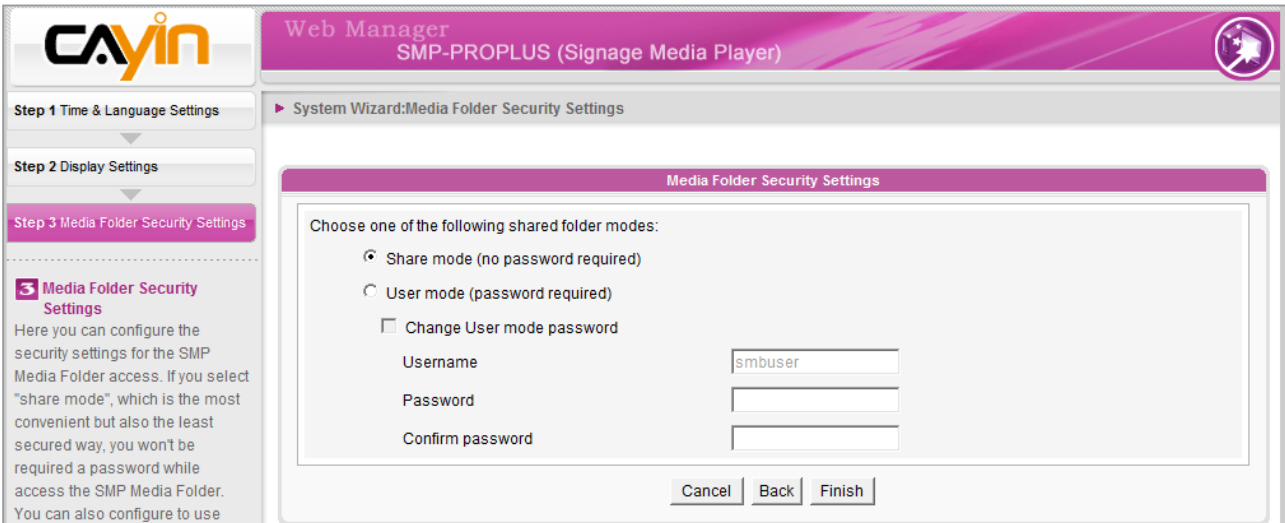 CAYIN
Web Manager
SMP-PROPLUS (Signage Media Player)
Step 1 Time & Language Settings
Step 2 Display Settings
Step 3 Media Folder Security Settings
3 Media Folder Security
Settings
Here you can configure the
security settings for the SMP
Media Folder access. If you select
"share mode", which is the most
convenient but also the least
secured way, you won't be
required a password while
access the SMP Media Folder.
You can also configure to use
System Wizard:Media Folder Security Settings
Media Folder Security Settings
Choose one of the following shared folder modes:
Share mode (no password required)
User mode (password required)
Change User mode password
Username smbuser
Password
Confirm password
Cancel Back Finish